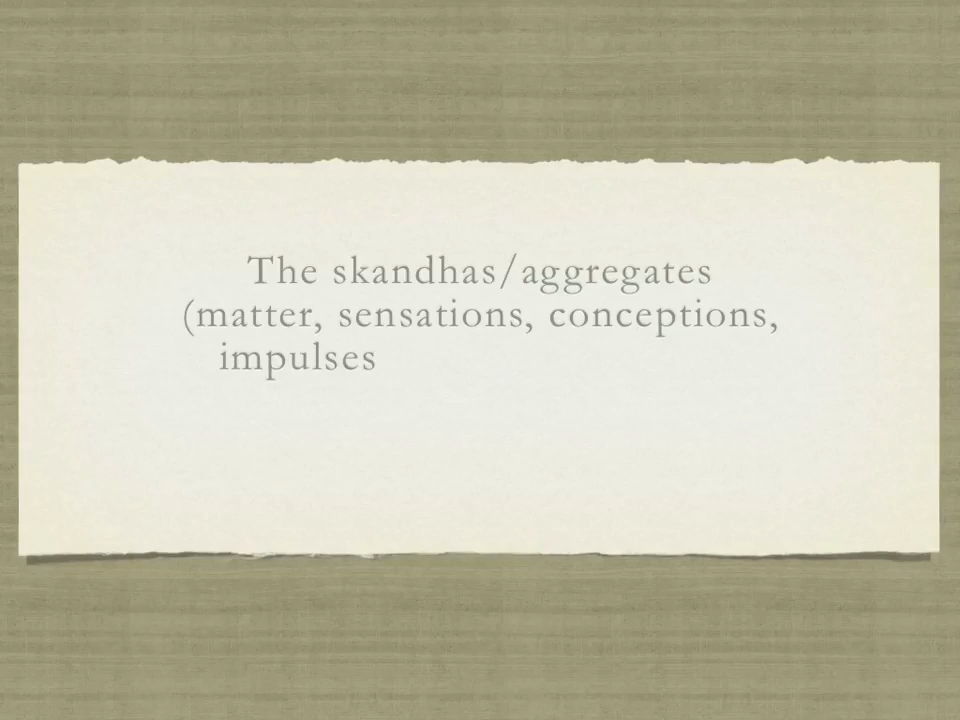 The skandhas/aggregates
(matter, sensations, conceptions,
impulses